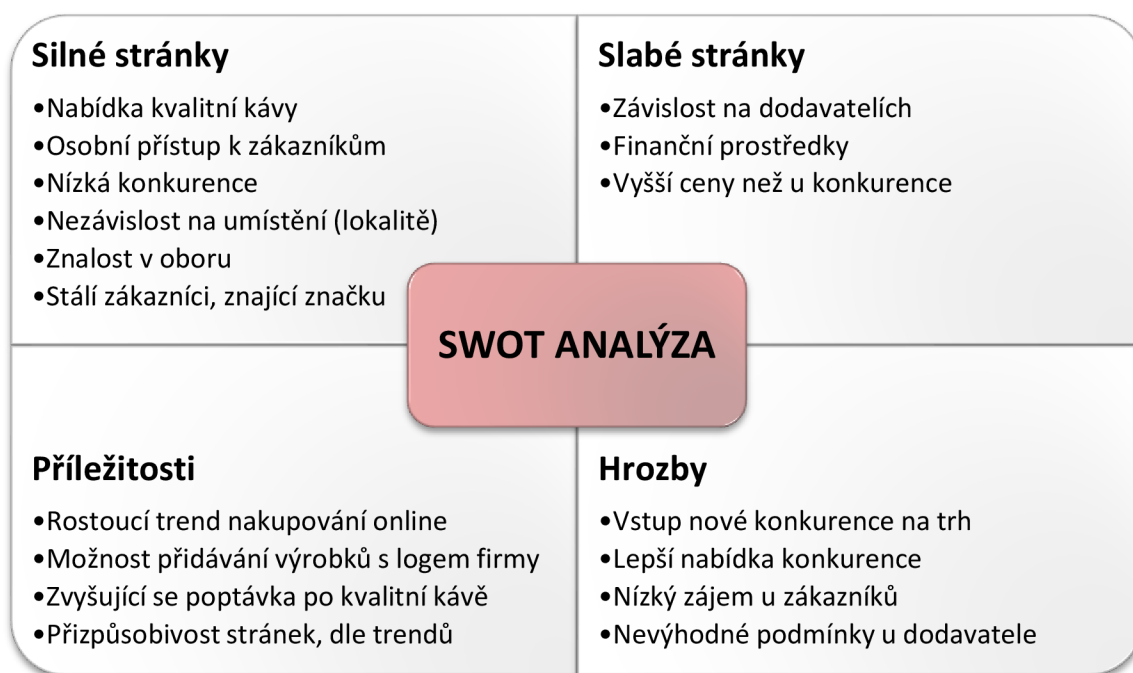 Silné stránky
•Nabídka kvalitní kávy
•Osobní přístup k zákazníkům
•Nízká konkurence
•Nezávislost na umístění (lokalitě)
•Znalost v oboru
•Stálí zákazníci, znající značku
Slabé stránky
•Závislost na dodavatelích
•Finanční prostředky
•Vyšší ceny než u konkurence
SWOT ANALÝZA
Příležitosti
•Rostoucí trend nakupování online
•Možnost přidávání výrobků s logem firmy
•Zvyšující se poptávka po kvalitní kávě
•Přizpůsobivost stránek, dle trendů
Hrozby
•Vstup nové konkurence na trh
•Lepší nabídka konkurence
•Nízký zájem u zákazníků
•Nevýhodné podmínky u dodavatele